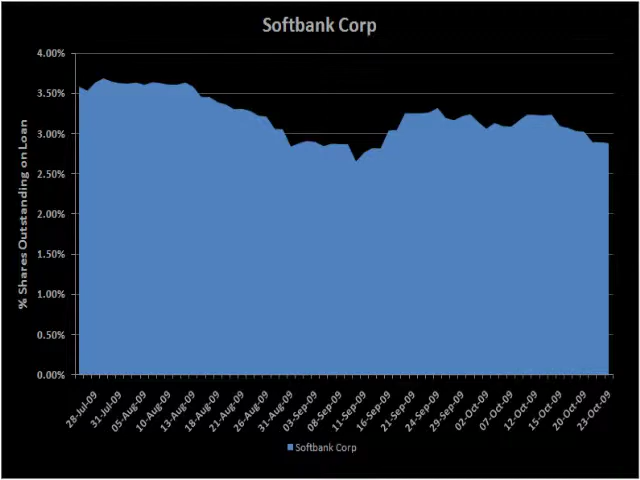 Softbank Corp
4.00%
3.50%
3.00%
2.50%
2.00%
1.50%
1.00%
0.50%
0.00%
% Shares Outstanding on Loan
28-Jul-09
31-Jul-09
05-Aug-09
10-Aug-09
13-Aug-09
18-Aug-09
21-Aug-09
26-Aug-09
31-Aug-09
03-Sep-09
08-Sep-09
11-Sep-09
16-Sep-09
21-Sep-09
24-Sep-09
29-Sep-09
02-Oct-09
07-Oct-09
12-Oct-09
15-Oct-09
20-Oct-09
23-Oct-09
Softbank Corp